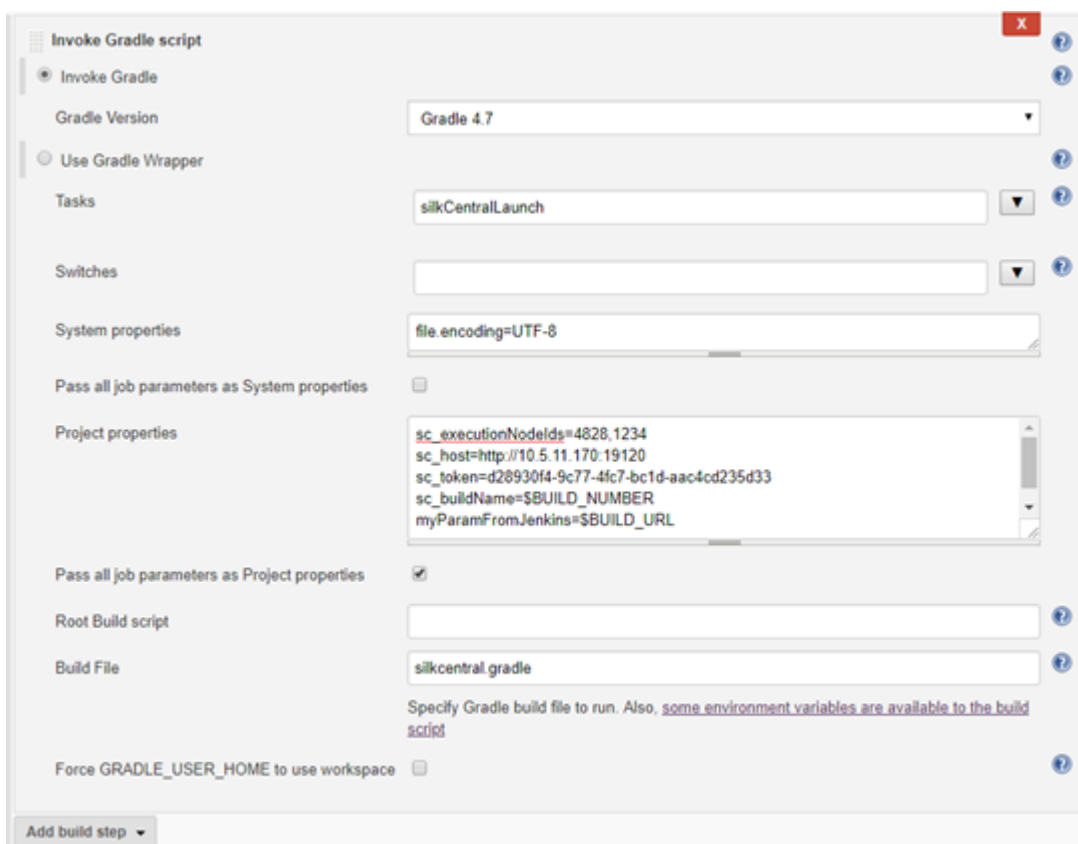 X
Invoke Gradle script
Invoke Gradle
Gradle Version
Gradle 4.7
Use Gradle Wrapper
Tasks
silkCentralLaunch
Switches
System properties
file.encoding=UTF-8
Pass all job parameters as System properties
Project properties
sc_executionNodeIds=4828,1234
sc_host=http://10.5.11.170:19120
sc_token=d28930f4-9c77-4fc7-bc1d-aac4cd235d33
sc_buildName=$BUILD_NUMBER
myParamFromJenkins=$BUILD_URL
Pass all job parameters as Project properties
Root Build script
Build File
silkcentral.gradle
Specify Gradle build file to run. Also, some environment variables are available to the build
script
Force GRADLE_USER_HOME to use workspace
Add build step